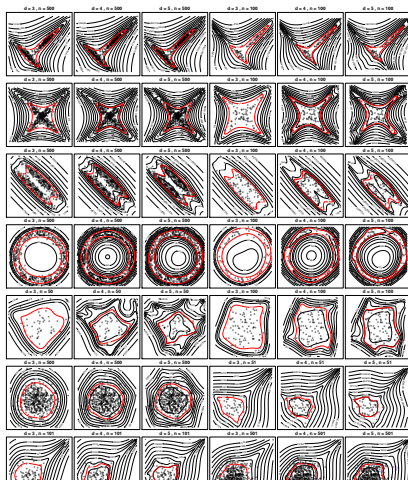 d = 3 , n = 500 d = 4 , n = 500 d = 5 , n = 500 d = 3 , n = 100 d = 4 , n = 100 d = 5 , n = 100
d = 3 , n = 500 d = 4 , n = 500 d = 5 , n = 500 d = 3 , n = 100 d = 4 , n = 100 d = 5 , n = 100
d = 3 , n = 500 d = 4 , n = 500 d = 5 , n = 500 d = 3 , n = 100 d = 4 , n = 100 d = 5 , n = 100
d = 3 , n = 500 d = 4 , n = 500 d = 5 , n = 500 d = 3 , n = 100 d = 4 , n = 100 d = 5 , n = 100
d = 3 , n = 50 d = 4 , n = 50 d = 5 , n = 50 d = 3 , n = 100 d = 4 , n = 100 d = 5 , n = 100
d = 3 , n = 500 d = 4 , n = 500 d = 5 , n = 500 d = 3 , n = 51 d = 4 , n = 51 d = 5 , n = 51
d = 3 , n = 101 d = 4 , n = 101 d = 5 , n = 101 d = 3 , n = 501 d = 4 , n = 501 d = 5 , n = 501